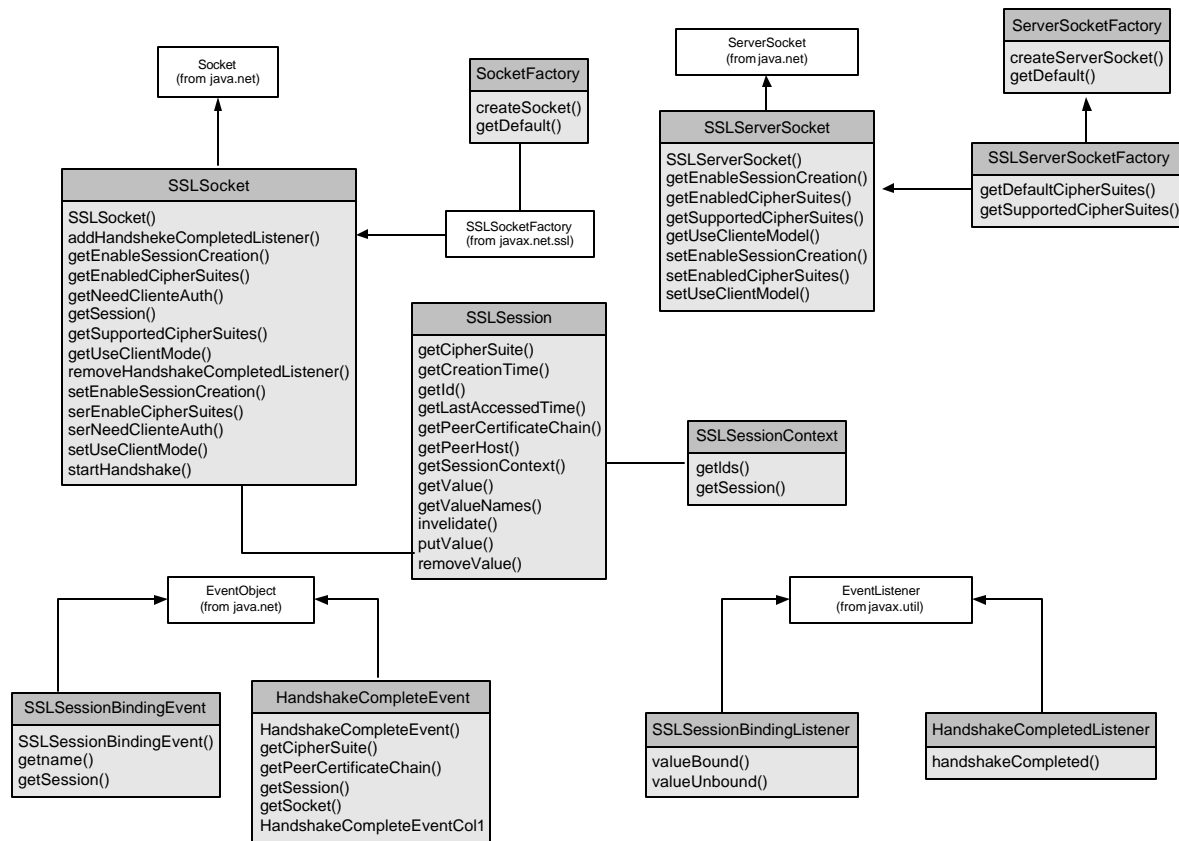 Socket
(from java.net)
SocketFactory
createSocket()
getDefault()
ServerSocket
(from java.net)
ServerSocketFactory
createServerSocket()
getDefault()
SSLSocket
SSLSocket()
addHandshekeCompletedListener()
getEnableSessionCreation()
getEnabledCipherSuites()
getNeedClienteAuth()
getSession()
getSupportedCipherSuites()
getUseClientMode()
removeHandshakeCompletedListener()
setEnableSessionCreation()
serEnableCipherSuites()
serNeedClienteAuth()
setUseClientMode()
startHandshake()
SSLSocketFactory
(from javax.net.ssl)
SSLServerSocket
SSLServerSocket()
getEnableSessionCreation()
getEnabledCipherSuites()
getSupportedCipherSuites()
getUseClienteModel()
setEnableSessionCreation()
setEnabledCipherSuites()
setUseClientModel()
SSLServerSocketFactory
getDefaultCipherSuites()
getSupportedCipherSuites()
SSLSession
getCipherSuite()
getCreationTime()
getId()
getLastAccessedTime()
getPeerCertificateChain()
getPeerHost()
getSessionContext()
getValue()
getValueNames()
invelidate()
putValue()
removeValue()
SSLSessionContext
getIds()
getSession()
EventObject
(from java.net)
EventListener
(from javax.util)
SSLSessionBindingEvent
SSLSessionBindingEvent()
getname()
getSession()
HandshakeCompleteEvent
HandshakeCompleteEvent()
getCipherSuite()
getPeerCertificateChain()
getSession()
getSocket()
HandshakeCompleteEventCol1
SSLSessionBindingListener
valueBound()
valueUnbound()
HandshakeCompletedListener
handshakeCompleted()